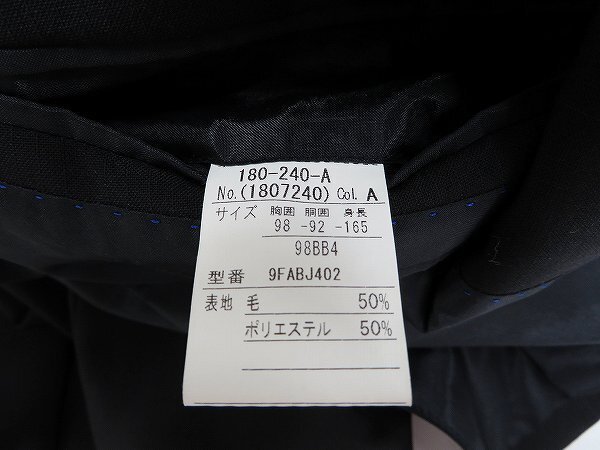 180-240-A
No.(1807240) Col. A
サイズ 胸囲 胴囲 身長
98 -92 -165
98BB4
型番 9FABJ402
表地 毛 50%
ポリエステル 50%